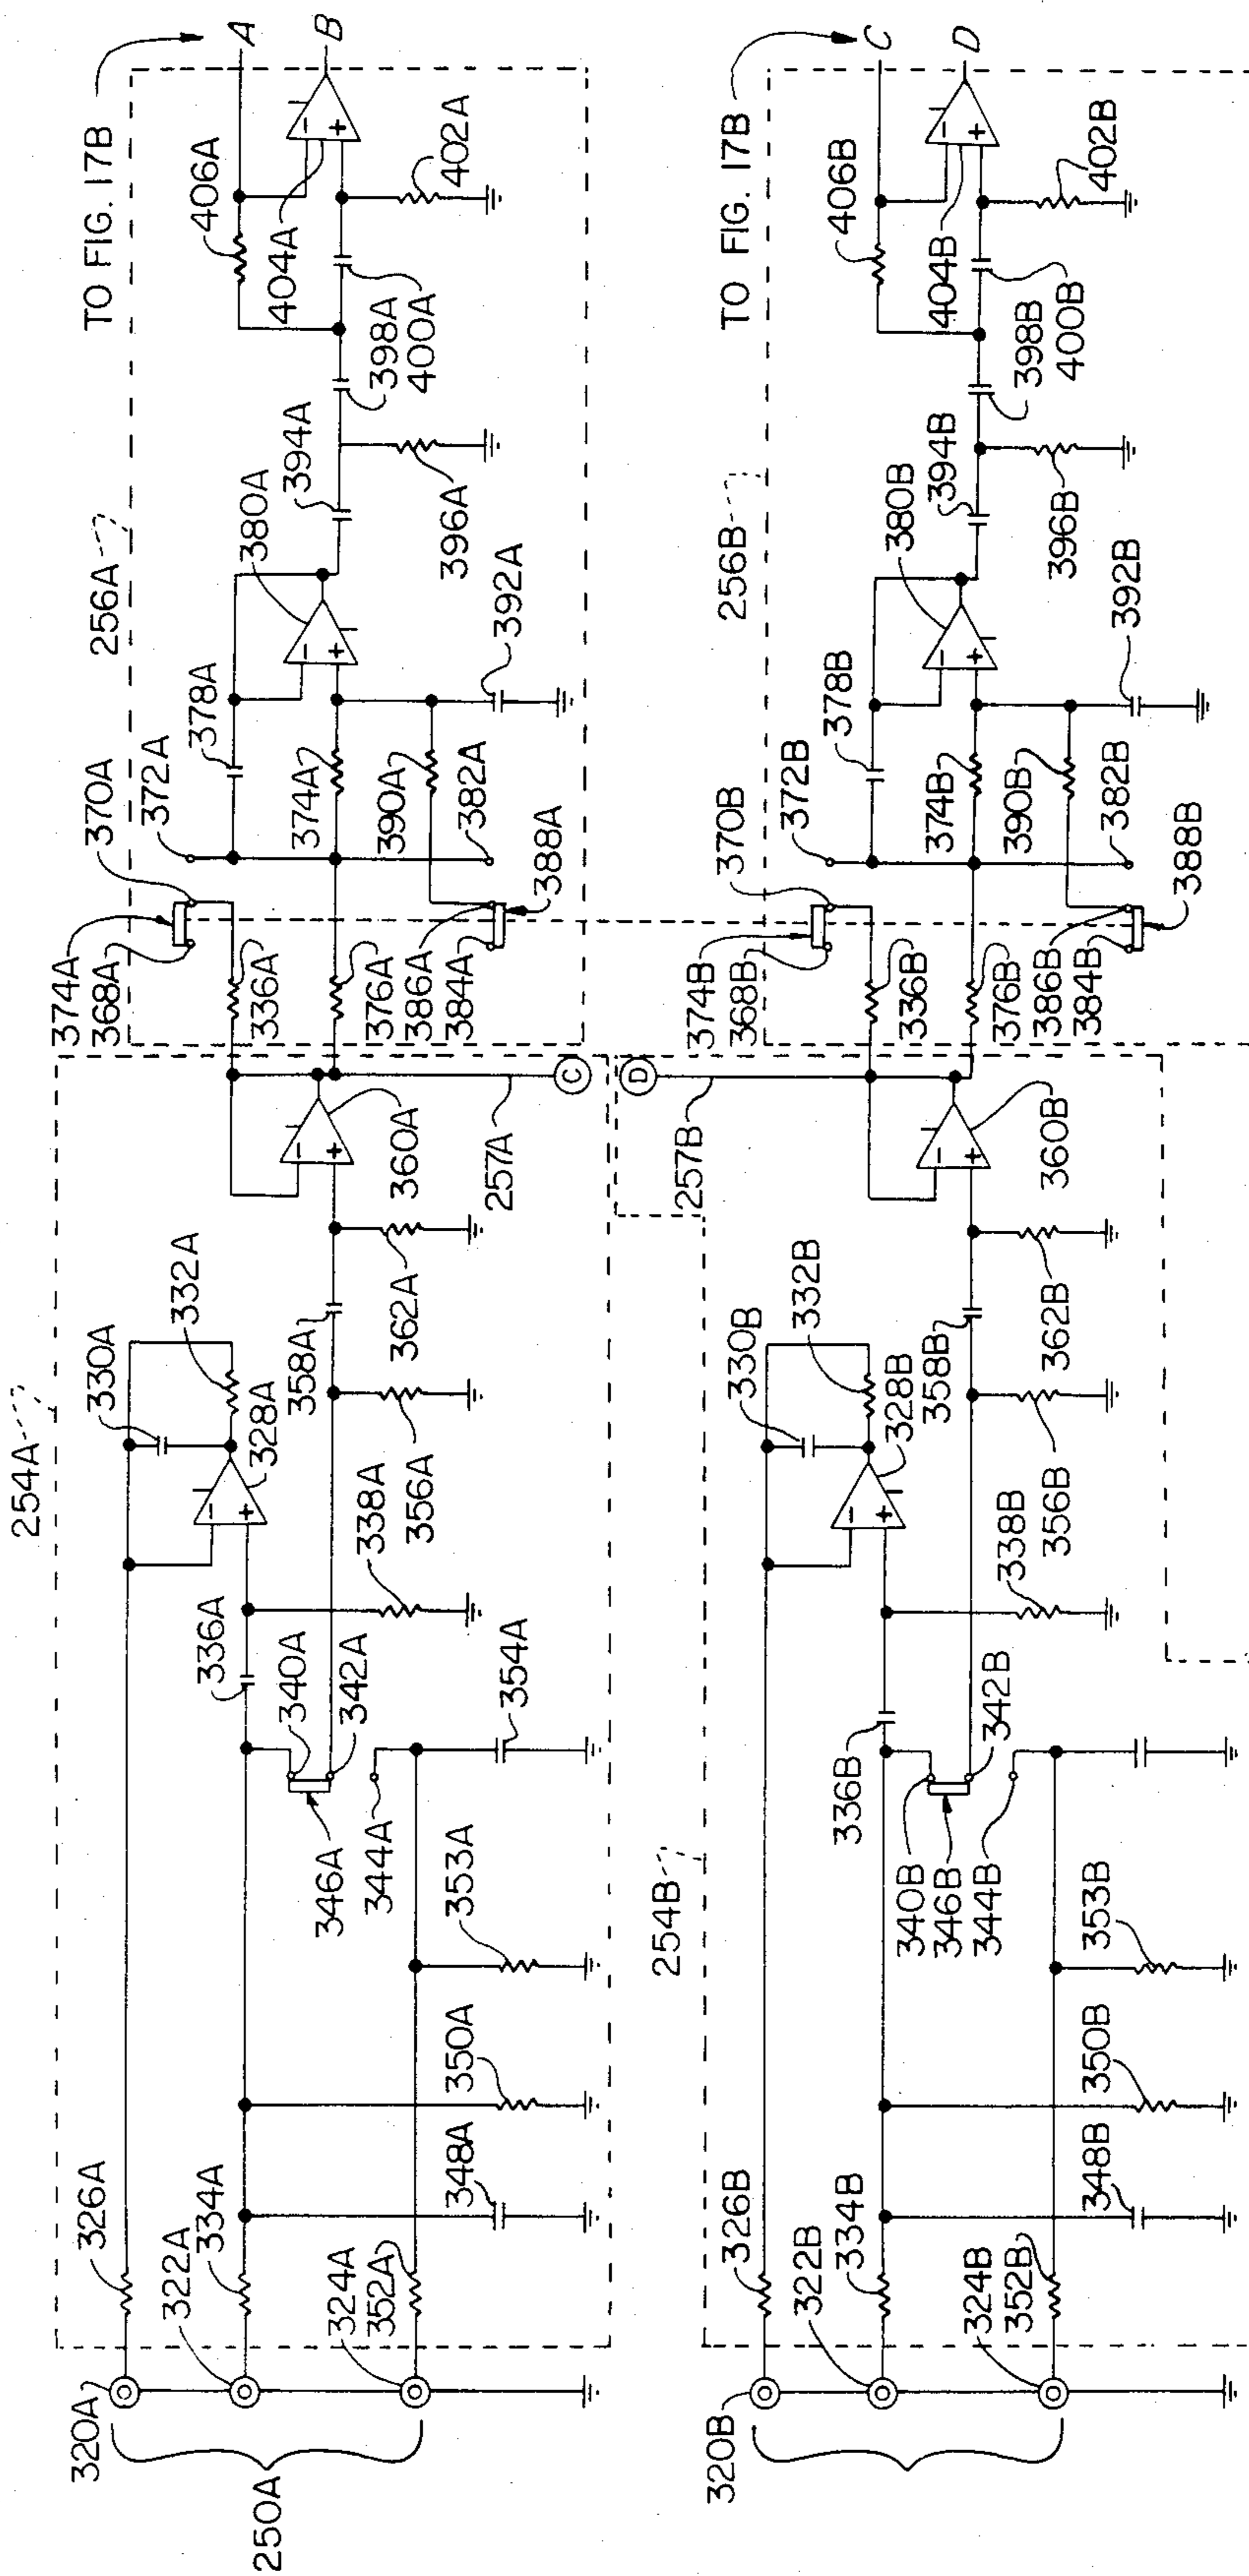 TO FIG. 17B
A
B
256A
370A
372A
378A
380A
394A
398A
400A
406A
404A
402A
396A
392A
374A
390A
382A
388A
374A
368A
336A
376A
386A
384A
254A
330A
332A
328A
336A
338A
340A
342A
346A
344A
354A
356A
358A
362A
360A
257A
C
353A
350A
348A
326A
322A
334A
324A
352A
320A
250A
TO FIG. 17B
C
D
256B
370B
372B
378B
380B
394B
398B
400B
406B
404B
402B
396B
392B
374B
390B
382B
388B
374B
368B
336B
376B
386B
384B
D
257B
254B
330B
332B
328B
336B
338B
340B
346B
344B
342B
356B
358B
362B
360B
353B
350B
348B
326B
322B
334B
324B
352B
320B
−
+
−
+
−
+
−
+
−
+
−
+
−
+
−
+